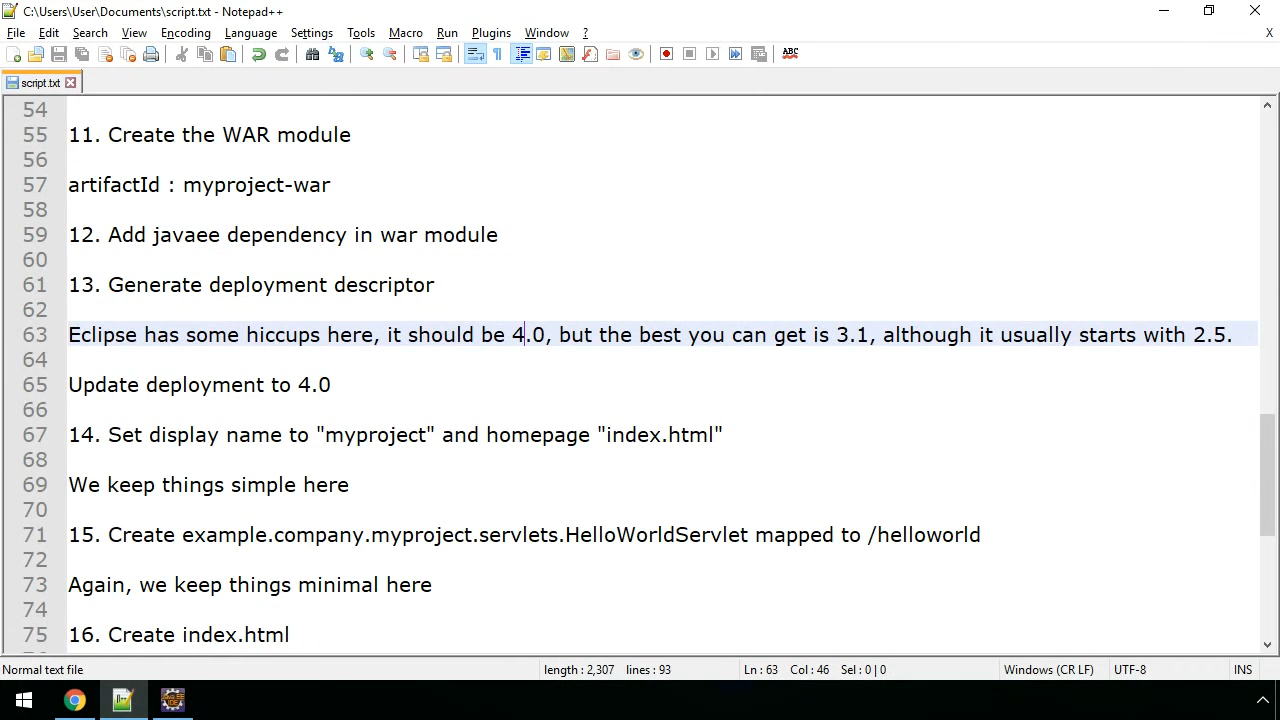 C:\Users\User\Documents\script.txt - Notepad++
File Edit Search View Encoding Language Settings Tools Macro Run Plugins Window ? X
script.txt
54
55 11. Create the WAR module
56
57 artifactId : myproject-war
58
59 12. Add javaee dependency in war module
60
61 13. Generate deployment descriptor
62
63 Eclipse has some hiccups here, it should be 4.0, but the best you can get is 3.1, although it usually starts with 2.5.
64
65 Update deployment to 4.0
66
67 14. Set display name to "myproject" and homepage "index.html"
68
69 We keep things simple here
70
71 15. Create example.company.myproject.servlets.HelloWorldServlet mapped to /helloworld
72
73 Again, we keep things minimal here
74
75 16. Create index.html
Normal text file length : 2,307 lines : 93 Ln : 63 Col : 46 Sel : 0 | 0 Windows (CR LF) UTF-8 INS